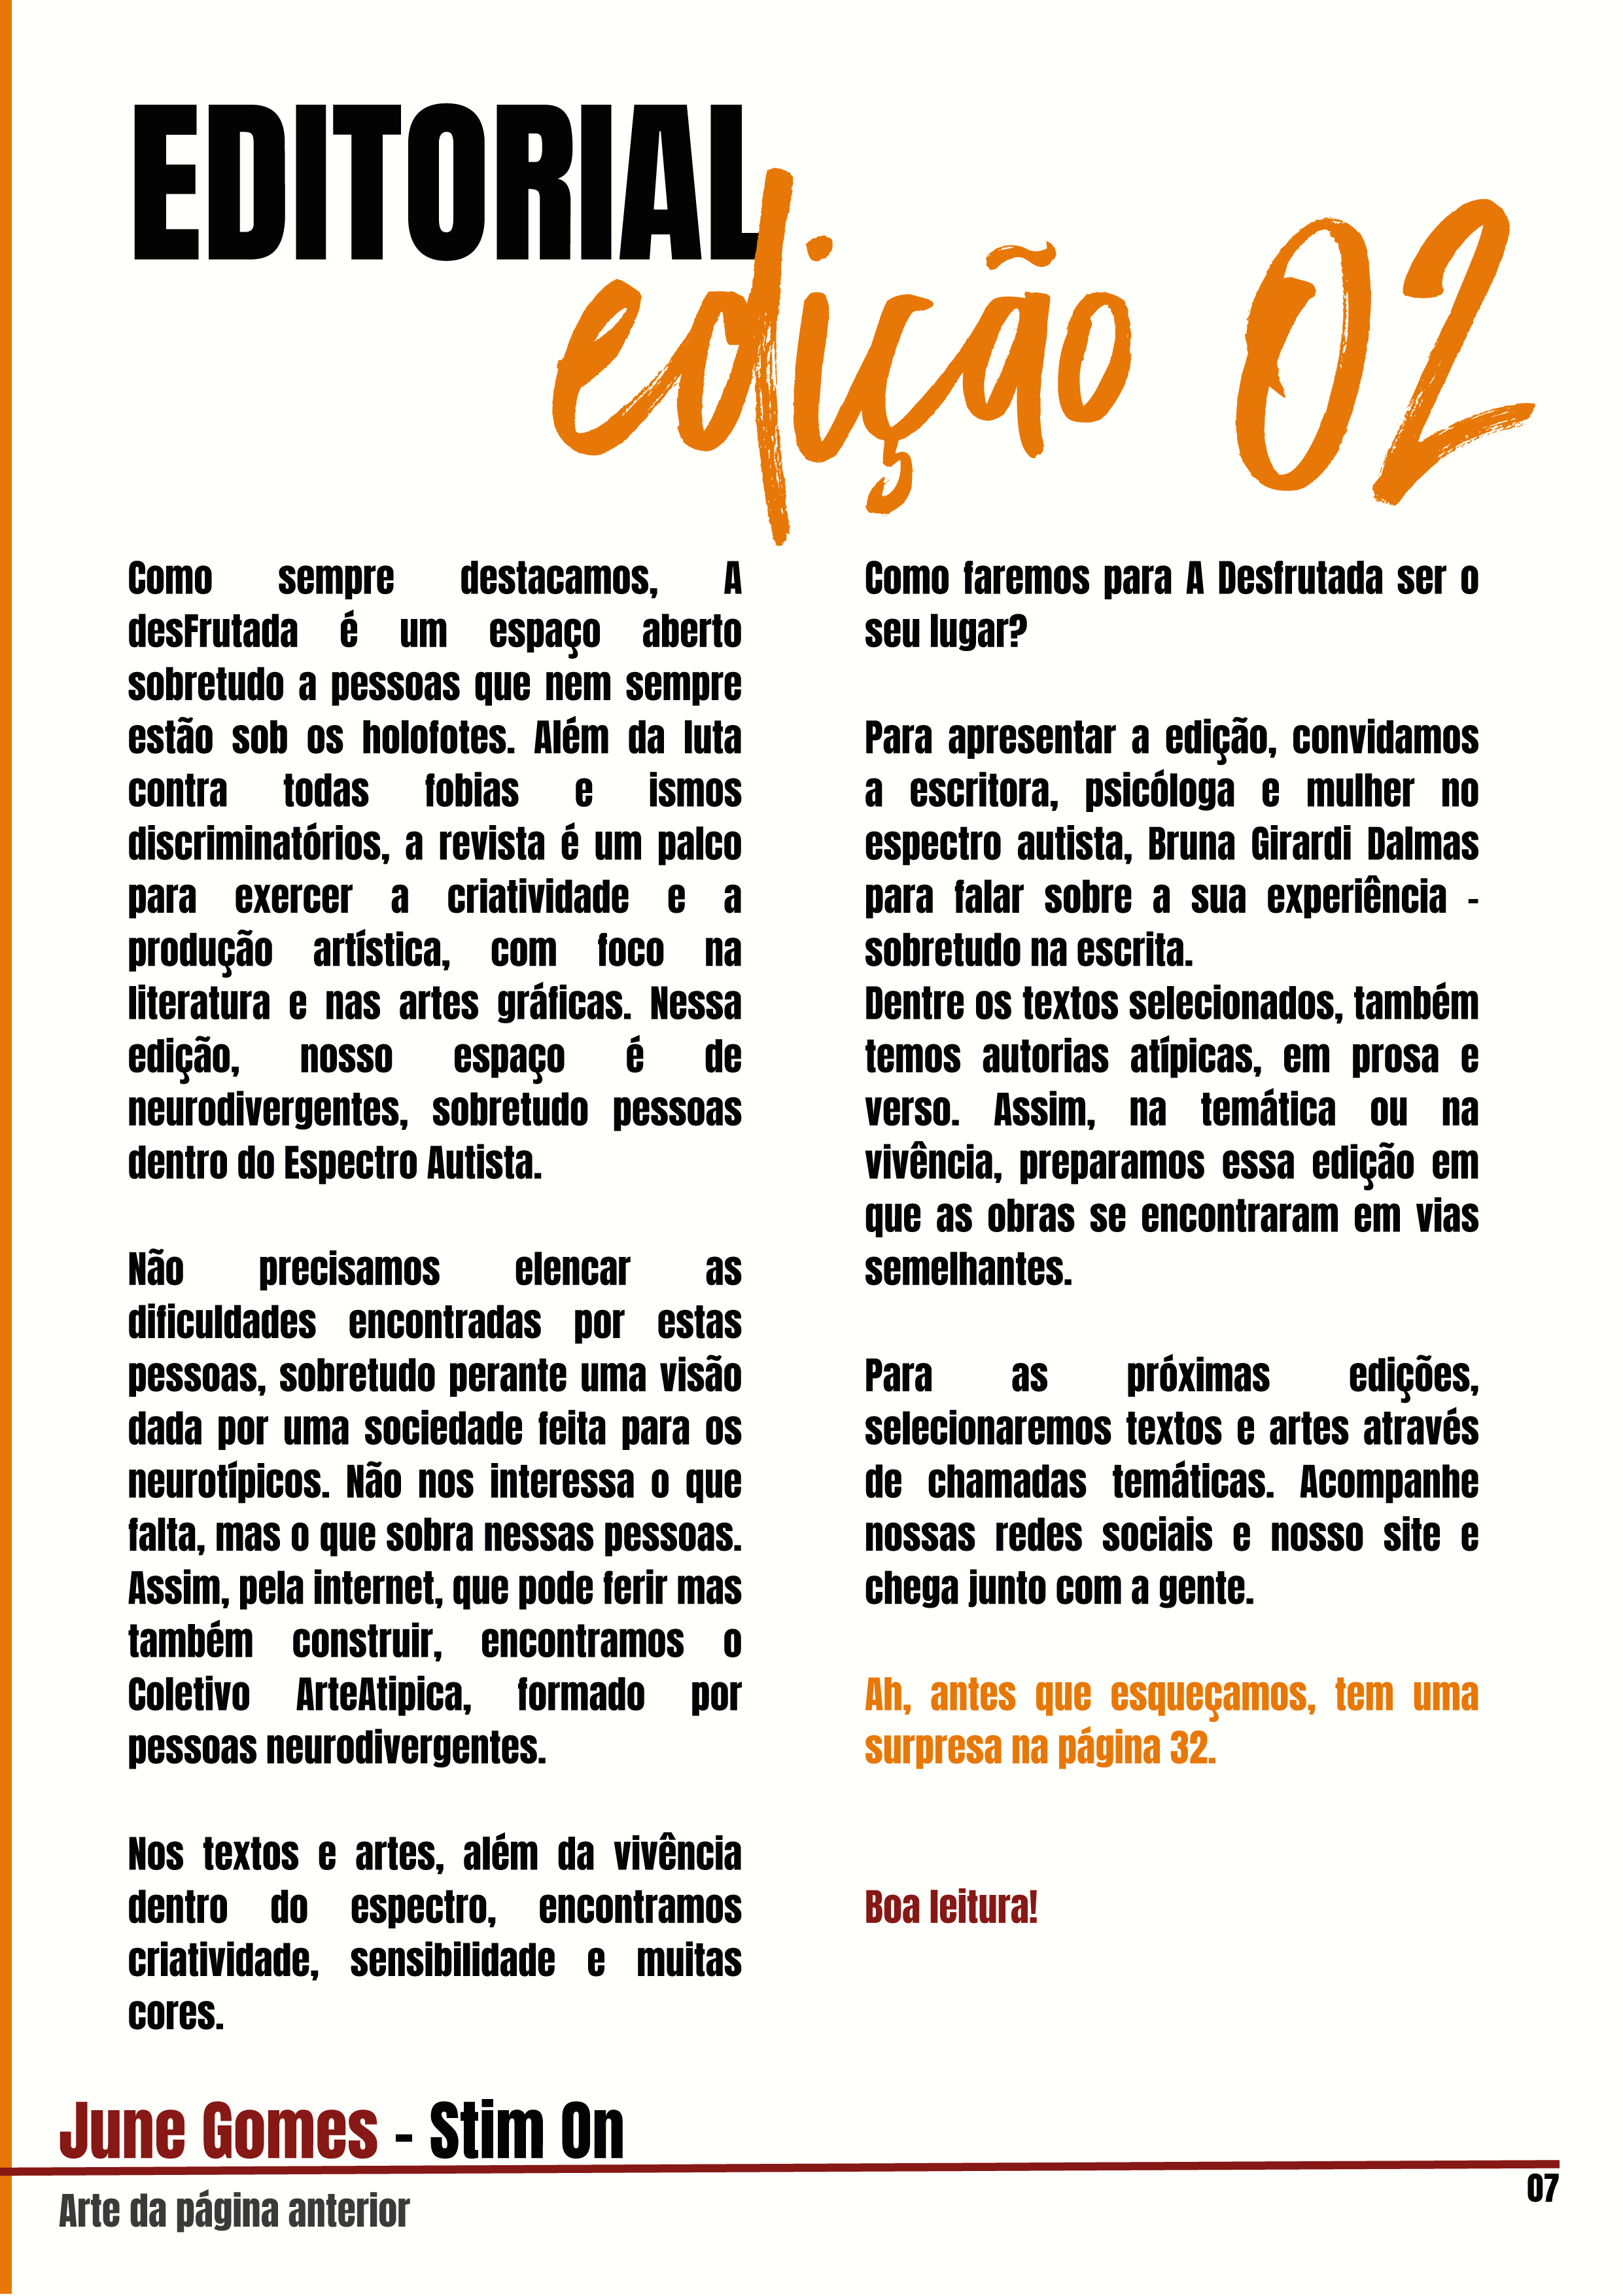 EDITORIAL
edição 02
Como sempre destacamos, A
desFrutada é um espaço aberto
sobretudo a pessoas que nem sempre
estão sob os holofotes. Além da luta
contra todas fobias e ismos
discriminatórios, a revista é um palco
para exercer a criatividade e a
produção artística, com foco na
literatura e nas artes gráficas. Nessa
edição, nosso espaço é de
neurodivergentes, sobretudo pessoas
dentro do Espectro Autista.
Não precisamos elencar as
dificuldades encontradas por estas
pessoas, sobretudo perante uma visão
dada por uma sociedade feita para os
neurotípicos. Não nos interessa o que
falta, mas o que sobra nessas pessoas.
Assim, pela internet, que pode ferir mas
também construir, encontramos o
Coletivo ArteAtipica, formado por
pessoas neurodivergentes.
Nos textos e artes, além da vivência
dentro do espectro, encontramos
criatividade, sensibilidade e muitas
cores.
Como faremos para A Desfrutada ser o
seu lugar?
Para apresentar a edição, convidamos
a escritora, psicóloga e mulher no
espectro autista, Bruna Girardi Dalmas
para falar sobre a sua experiência -
sobretudo na escrita.
Dentre os textos selecionados, também
temos autorias atípicas, em prosa e
verso. Assim, na temática ou na
vivência, preparamos essa edição em
que as obras se encontraram em vias
semelhantes.
Para as próximas edições,
selecionaremos textos e artes através
de chamadas temáticas. Acompanhe
nossas redes sociais e nosso site e
chega junto com a gente.
Ah, antes que esqueçamos, tem uma
surpresa na página 32.
Boa leitura!
June Gomes - Stim On
Arte da página anterior
07